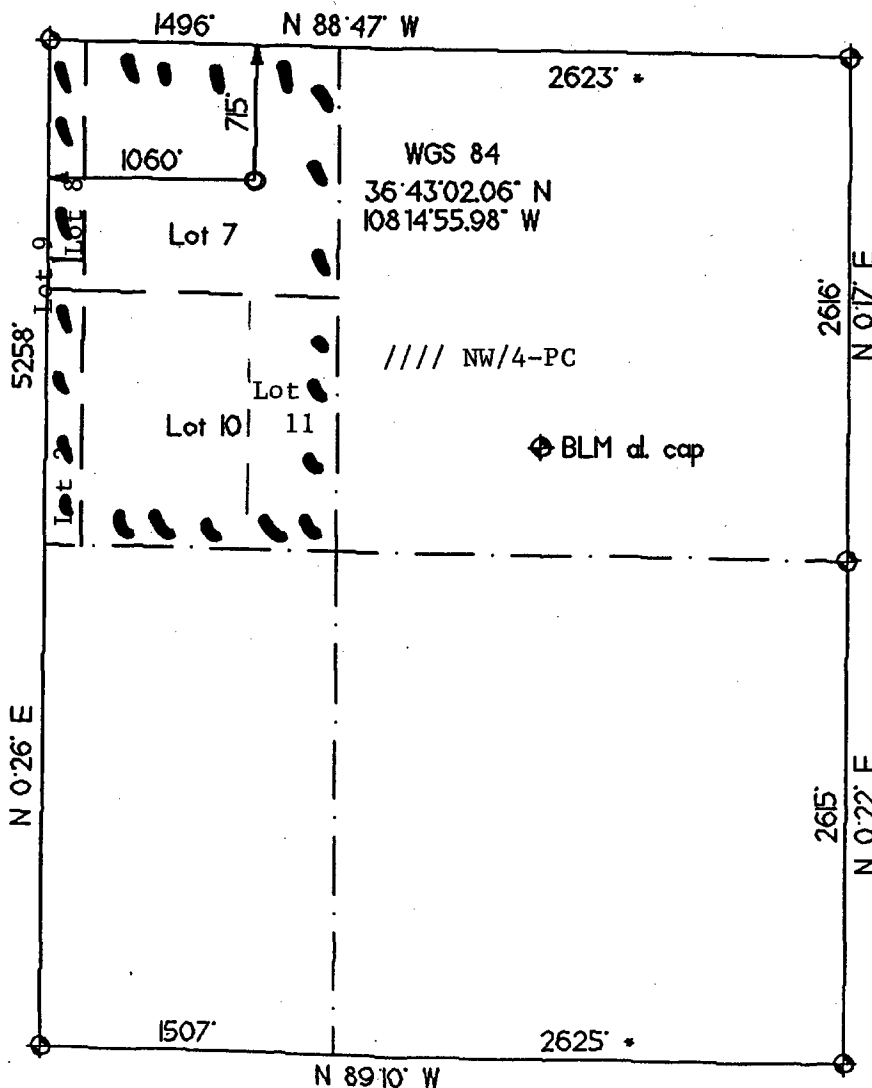 1496' N 88°47' W
2623' *
715'
1060'
WGS 84
36°43'02.06" N
108°14'55.98" W
Lot 8
Lot 7
Lot 9
5258'
2616'
N 0°17' E
//// NW/4-PC
Lot 11
Lot 10
BLM al. cap
Lot 2
N 0°26' E
2615'
N 0°22' E
1507'
2625' *
N 89°10' W